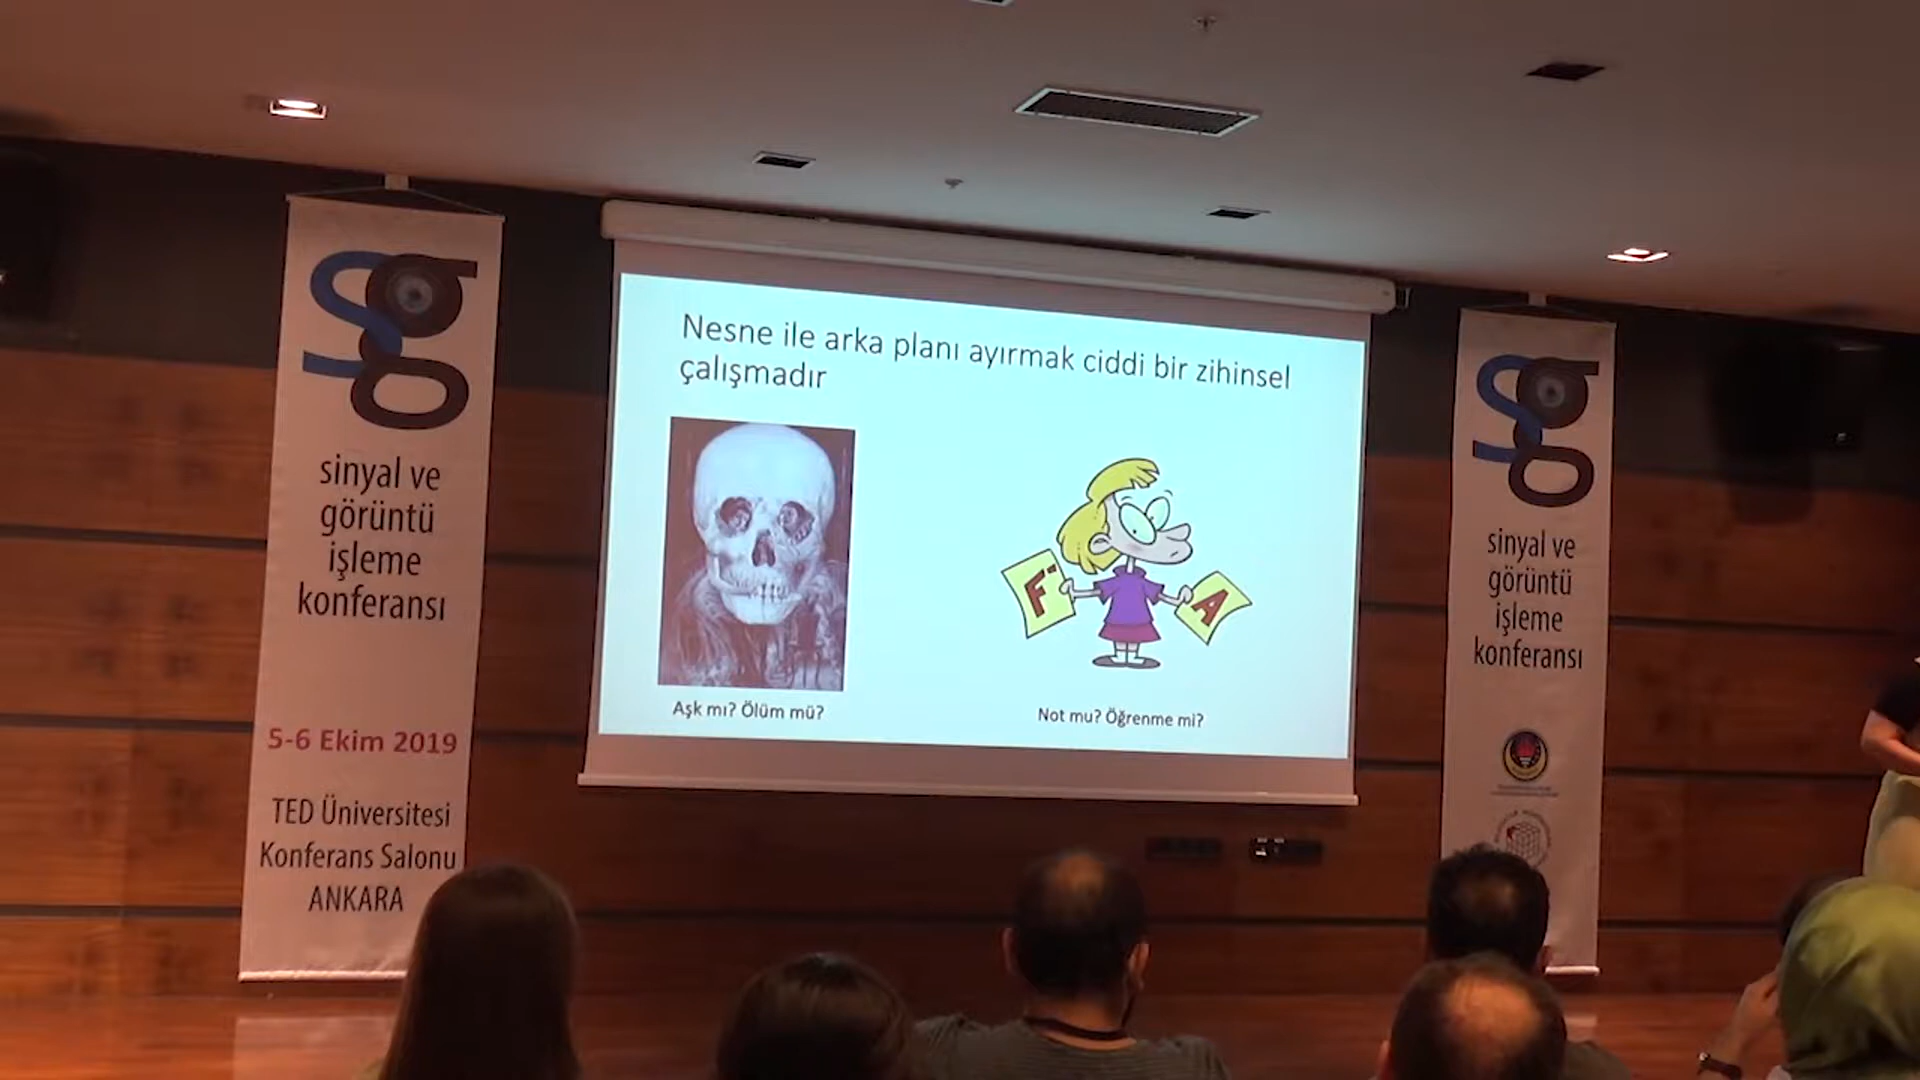 sinyal ve
görüntü
işleme
konferansı
5-6 Ekim 2019
TED Üniversitesi
Konferans Salonu
ANKARA
Nesne ile arka planı ayırmak ciddi bir zihinsel
çalışmadır
F
A
Aşk mı? Ölüm mü?
Not mu? Öğrenme mi?
sinyal ve
görüntü
işleme
konferansı